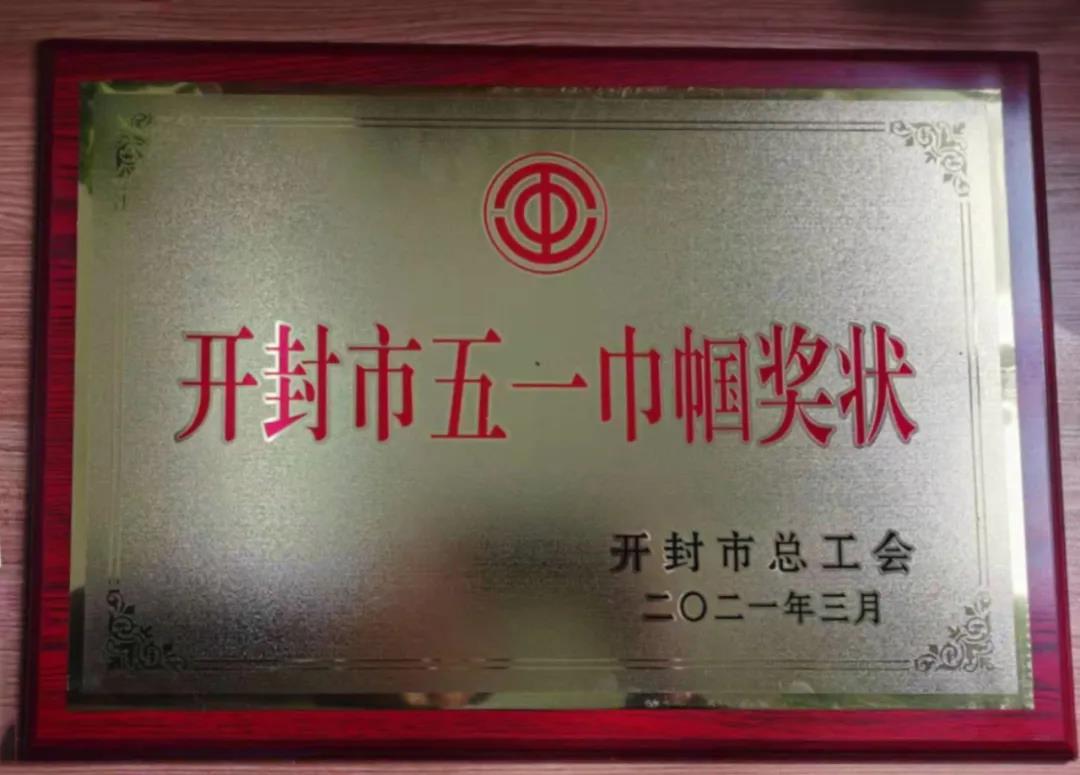 开封市五一巾帼奖状
开封市总工会
二〇二一年三月